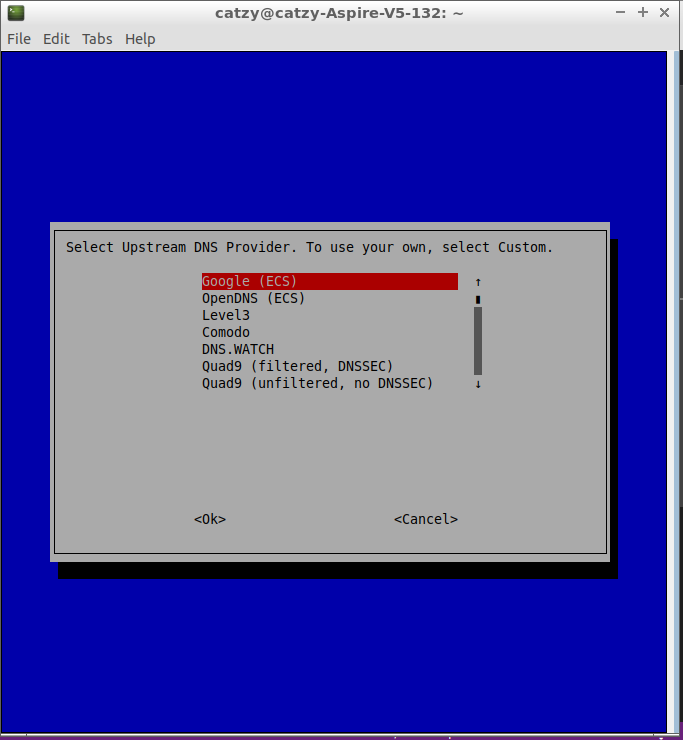 catzy@catzy-Aspire-V5-132: ~
File Edit Tabs Help
Select Upstream DNS Provider. To use your own, select Custom.
Google (ECS) ↑
OpenDNS (ECS)
Level3
Comodo
DNS.WATCH
Quad9 (filtered, DNSSEC)
Quad9 (unfiltered, no DNSSEC) ↓
<Ok> <Cancel>